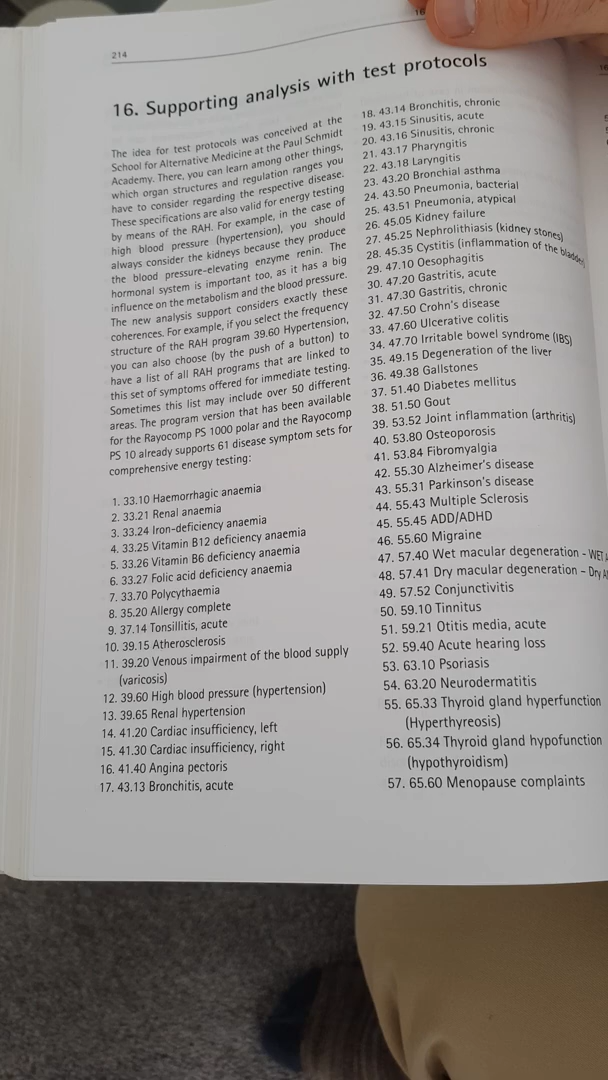 214
16. Supporting analysis with test protocols
The idea for test protocols was conceived at the
School for Alternative Medicine at the Paul Schmidt
Academy. There, you can learn among other things,
which organ structures and regulation ranges you
have to consider regarding the respective disease.
These specifications are also valid for energy testing
by means of the RAH. For example, in the case of
high blood pressure (hypertension), you should
always consider the kidneys because they produce
the blood pressure-elevating enzyme renin. The
hormonal system is important too, as it has a big
influence on the metabolism and the blood pressure.
The new analysis support considers exactly these
coherences. For example, if you select the frequency
structure of the RAH program 39.60 Hypertension,
you can also choose (by the push of a button) to
have a list of all RAH programs that are linked to
this set of symptoms offered for immediate testing.
Sometimes this list may include over 50 different
areas. The program version that has been available
for the Rayocomp PS 1000 polar and the Rayocomp
PS 10 already supports 61 disease symptom sets for
comprehensive energy testing:
1. 33.10 Haemorrhagic anaemia
2. 33.21 Renal anaemia
3. 33.24 Iron-deficiency anaemia
4. 33.25 Vitamin B12 deficiency anaemia
5. 33.26 Vitamin B6 deficiency anaemia
6. 33.27 Folic acid deficiency anaemia
7. 33.70 Polycythaemia
8. 35.20 Allergy complete
9. 37.14 Tonsillitis, acute
10. 39.15 Atherosclerosis
11. 39.20 Venous impairment of the blood supply
(varicosis)
12. 39.60 High blood pressure (hypertension)
13. 39.65 Renal hypertension
14. 41.20 Cardiac insufficiency, left
15. 41.30 Cardiac insufficiency, right
16. 41.40 Angina pectoris
17. 43.13 Bronchitis, acute
18. 43.14 Bronchitis, chronic
19. 43.15 Sinusitis, acute
20. 43.16 Sinusitis, chronic
21. 43.17 Pharyngitis
22. 43.18 Laryngitis
23. 43.20 Bronchial asthma
24. 43.50 Pneumonia, bacterial
25. 43.51 Pneumonia, atypical
26. 45.05 Kidney failure
27. 45.25 Nephrolithiasis (kidney stones)
28. 45.35 Cystitis (inflammation of the bladder)
29. 47.10 Oesophagitis
30. 47.20 Gastritis, acute
31. 47.30 Gastritis, chronic
32. 47.50 Crohn's disease
33. 47.60 Ulcerative colitis
34. 47.70 Irritable bowel syndrome (IBS)
35. 49.15 Degeneration of the liver
36. 49.38 Gallstones
37. 51.40 Diabetes mellitus
38. 51.50 Gout
39. 53.52 Joint inflammation (arthritis)
40. 53.80 Osteoporosis
41. 53.84 Fibromyalgia
42. 55.30 Alzheimer's disease
43. 55.31 Parkinson's disease
44. 55.43 Multiple Sclerosis
45. 55.45 ADD/ADHD
46. 55.60 Migraine
47. 57.40 Wet macular degeneration - WET
48. 57.41 Dry macular degeneration - Dry
49. 57.52 Conjunctivitis
50. 59.10 Tinnitus
51. 59.21 Otitis media, acute
52. 59.40 Acute hearing loss
53. 63.10 Psoriasis
54. 63.20 Neurodermatitis
55. 65.33 Thyroid gland hyperfunction
(Hyperthyreosis)
56. 65.34 Thyroid gland hypofunction
(hypothyroidism)
57. 65.60 Menopause complaints